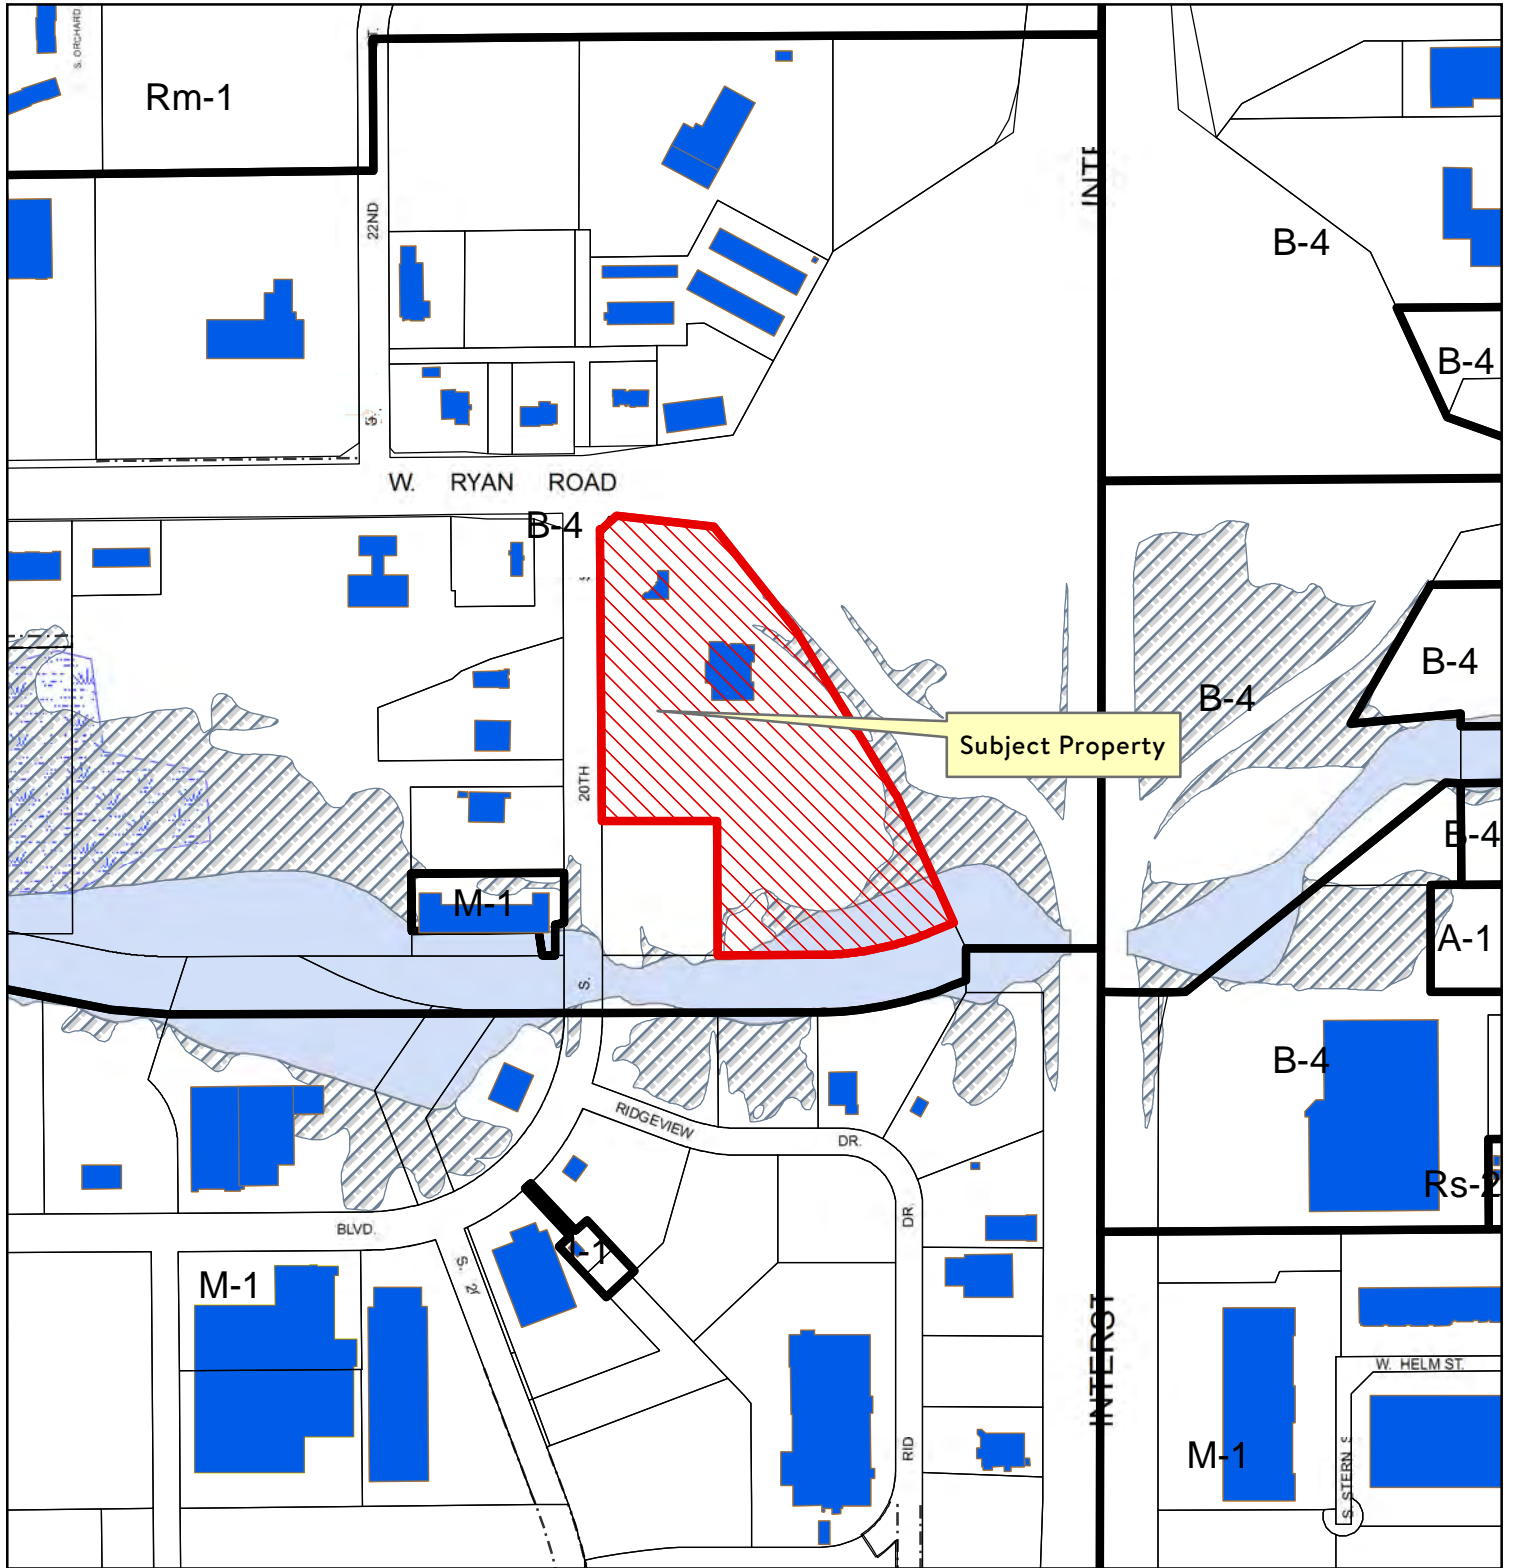 S. ORCHARD
Rm-1
22ND
S.
W. RYAN ROAD
B-4
B-4
B-4
B-4
B-4
B-4
Subject Property
20TH
S.
M-1
A-1
B-4
Rs-2
RIDGEVIEW
DR.
DR.
RID
BLVD.
M-1
S.
INTERST
M-1
W. HELM ST.
S. STERN S